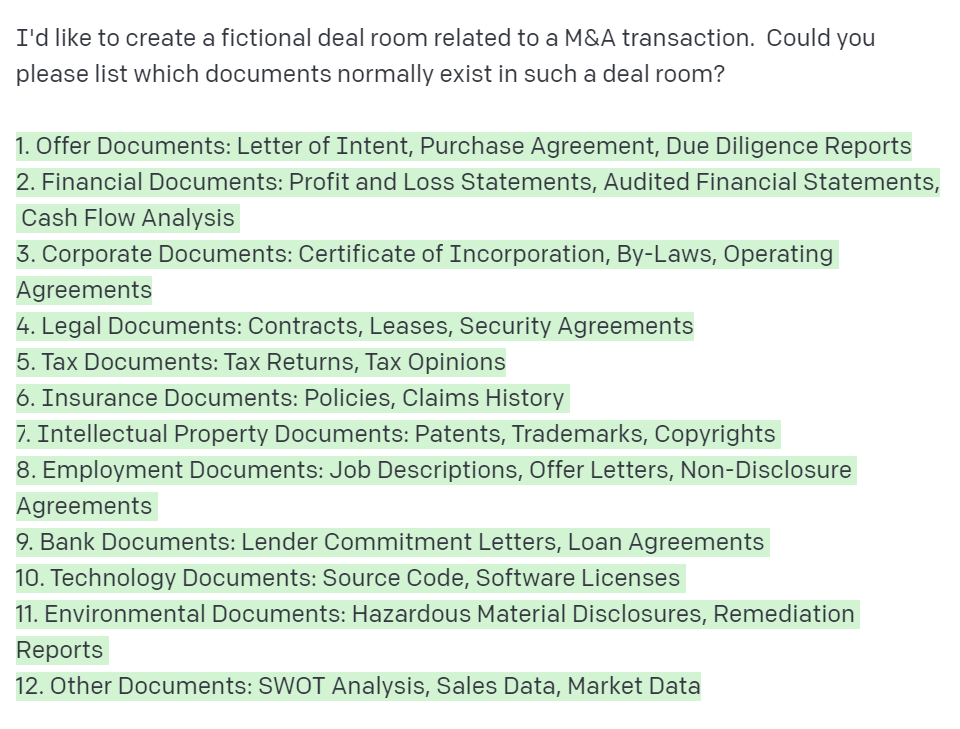 I'd like to create a fictional deal room related to a M&A transaction.  Could you
please list which documents normally exist in such a deal room?
1. Offer Documents: Letter of Intent, Purchase Agreement, Due Diligence Reports
2. Financial Documents: Profit and Loss Statements, Audited Financial Statements,
Cash Flow Analysis
3. Corporate Documents: Certificate of Incorporation, By-Laws, Operating
Agreements
4. Legal Documents: Contracts, Leases, Security Agreements
5. Tax Documents: Tax Returns, Tax Opinions
6. Insurance Documents: Policies, Claims History
7. Intellectual Property Documents: Patents, Trademarks, Copyrights
8. Employment Documents: Job Descriptions, Offer Letters, Non-Disclosure
Agreements
9. Bank Documents: Lender Commitment Letters, Loan Agreements
10. Technology Documents: Source Code, Software Licenses
11. Environmental Documents: Hazardous Material Disclosures, Remediation
Reports
12. Other Documents: SWOT Analysis, Sales Data, Market Data